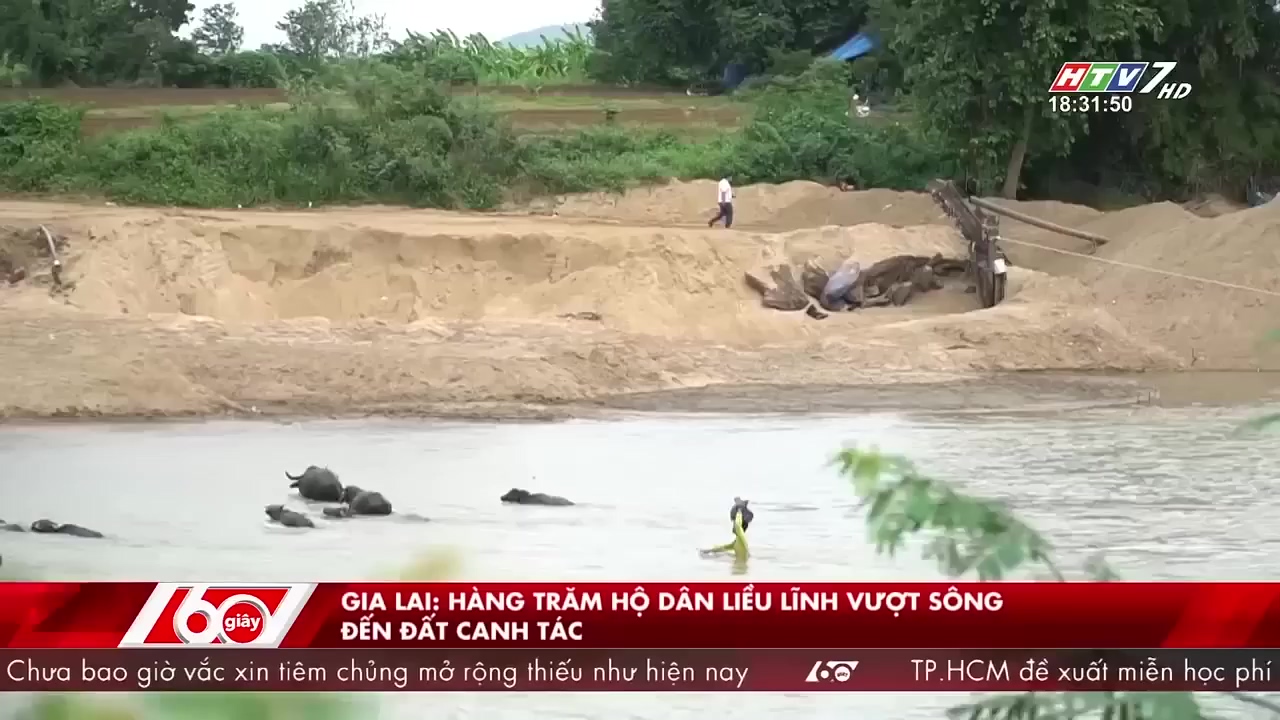 HTV7 HD
18:31:50
60 giây
GIA LAI: HÀNG TRĂM HỘ DÂN LIỀU LĨNH VƯỢT SÔNG
ĐẾN ĐẤT CANH TÁC
Chưa bao giờ vắc xin tiêm chủng mở rộng thiếu như hiện nay 60 giây TP.HCM đề xuất miễn học phí